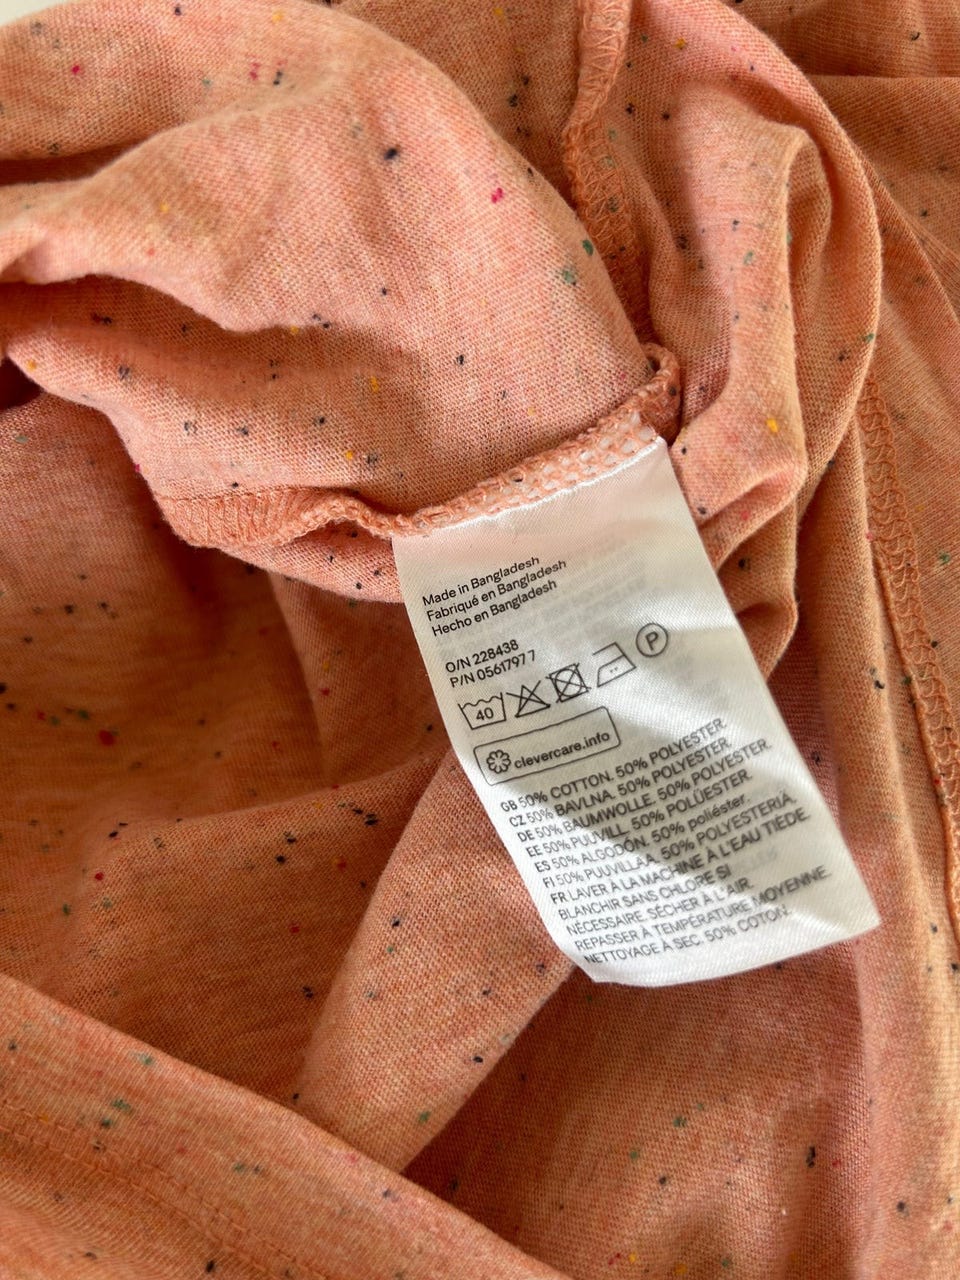 Made in Bangladesh
Fabriqué en Bangladesh
Hecho en Bangladesh
O/N 228438
P/N 0561797 7
P
40
clevercare.info
GB 50% COTTON. 50% POLYESTER.
CZ 50% BAVLNA. 50% POLYESTER.
DE 50% BAUMWOLLE. 50% POLYESTER.
EE 50% PUUVILL 50% POLÜESTER.
ES 50% ALGODÓN. 50% poliéster.
FI 50% PUUVILLAA. 50% POLYESTERIÄ.
FR LAVER À LA MACHINE À L'EAU TIÈDE.
BLANCHIR SANS CHLORE SI
NÉCESSAIRE. SÉCHER À L'AIR.
REPASSER À TEMPÉRATURE MOYENNE.
NETTOYAGE À SEC. 50% COTON.